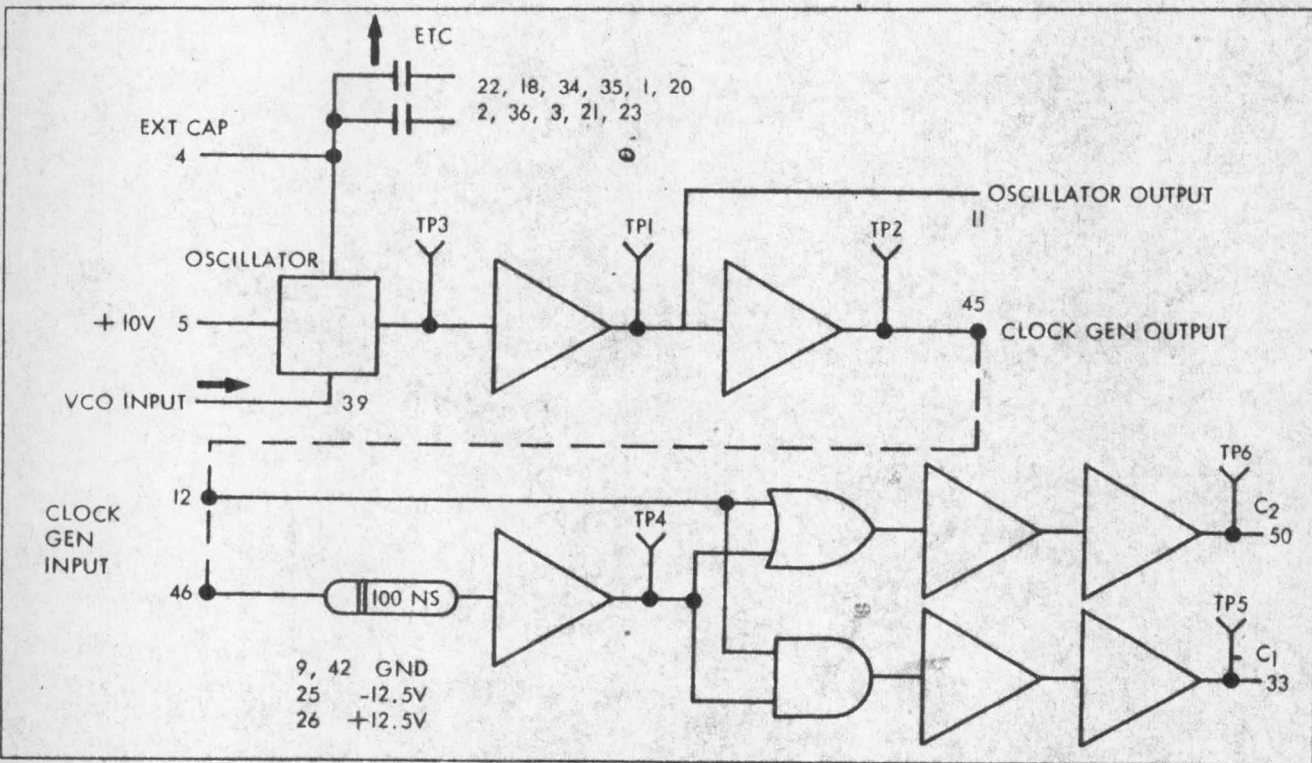 ETC
22, 18, 34, 35, 1, 20
2, 36, 3, 21, 23
EXT CAP
4
OSCILLATOR OUTPUT
11
TP3
TP1
TP2
OSCILLATOR
+10V 5
45
CLOCK GEN OUTPUT
VCO INPUT
39
TP6
12
C2
50
CLOCK
GEN
INPUT
TP4
46
100 NS
TP5
9, 42 GND
25 -12.5V
26 +12.5V
C1
33